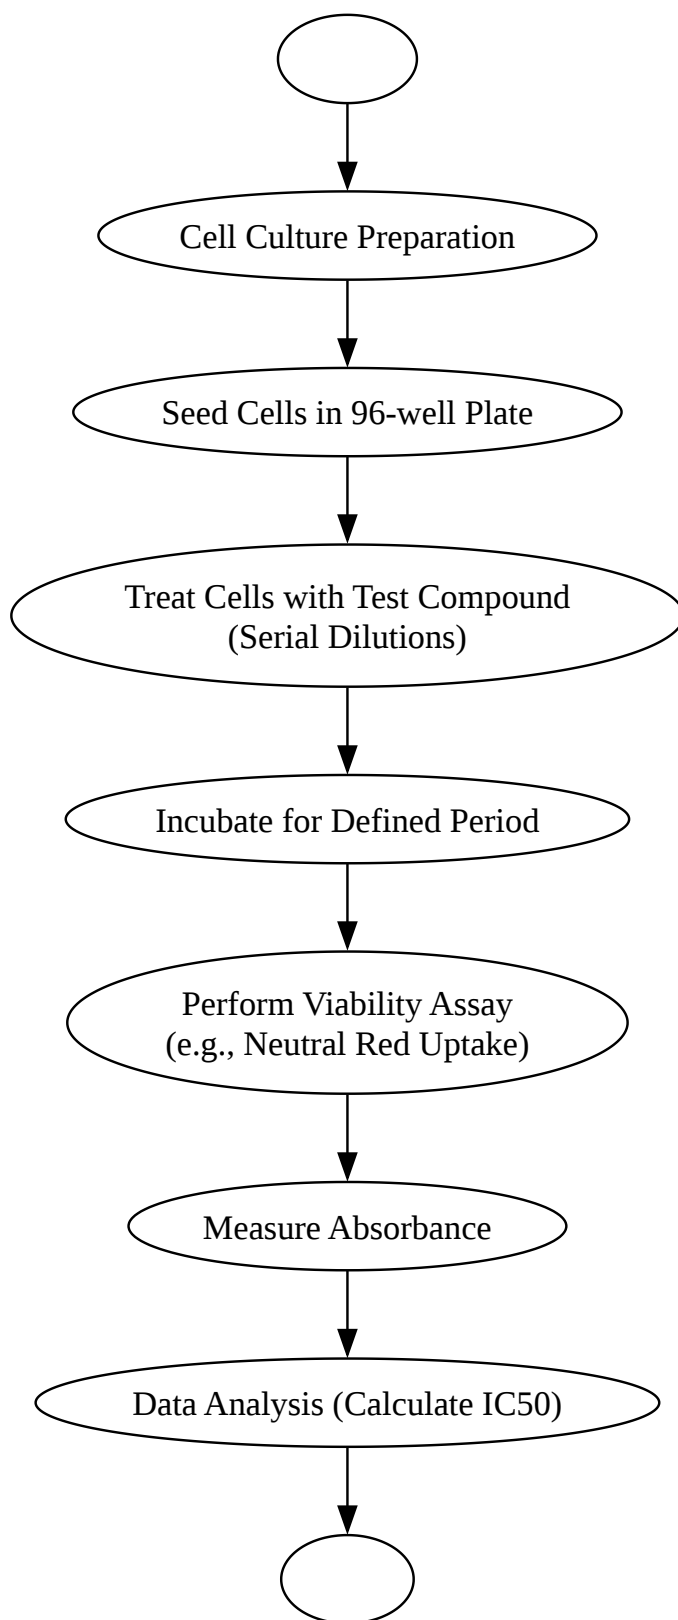 Cell Culture Preparation
Seed Cells in 96-well Plate
Treat Cells with Test Compound
(Serial Dilutions)
Incubate for Defined Period
Perform Viability Assay
(e.g., Neutral Red Uptake)
Measure Absorbance
Data Analysis (Calculate IC50)